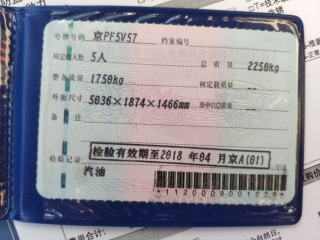 号牌号码 京PFSV57 档案编号
核定载人数 5人 总质量 2250kg
整备质量 1750kg 核定载质量 --
外廓尺寸 5036×1874×1466mm 准牵引总质量 --
备注
检验有效期至2018年04月京A(01)
检验记录
汽油